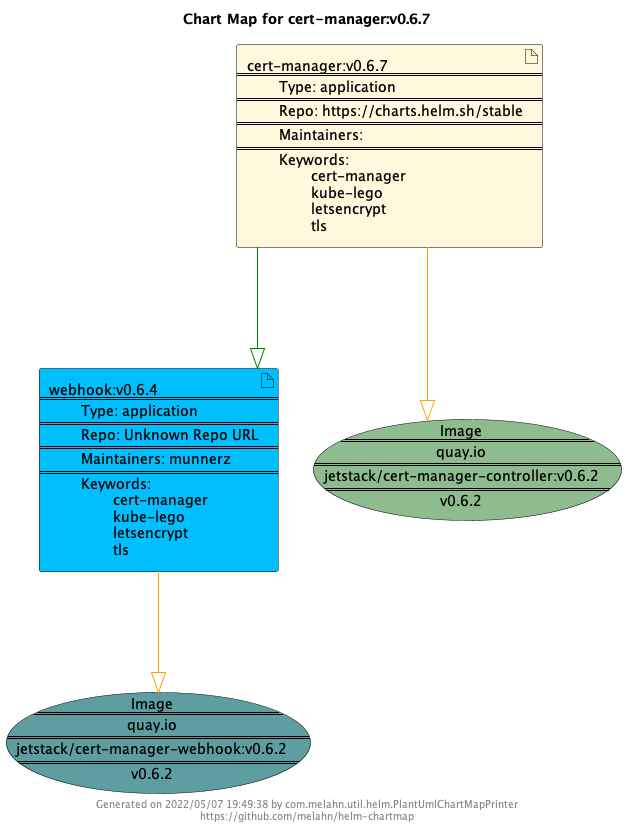 Chart Map for cert-manager:v0.6.7
cert-manager:v0.6.7
Type: application
Repo: https://charts.helm.sh/stable
Maintainers:
Keywords:
cert-manager
kube-lego
letsencrypt
tls
webhook:v0.6.4
Type: application
Repo: Unknown Repo URL
Maintainers: munnerz
Keywords:
cert-manager
kube-lego
letsencrypt
tls
Image
quay.io
jetstack/cert-manager-controller:v0.6.2
v0.6.2
Image
quay.io
jetstack/cert-manager-webhook:v0.6.2
v0.6.2
Generated on 2022/05/07 19:49:38 by com.melahn.util.helm.PlantUmlChartMapPrinter
https://github.com/melahn/helm-chartmap